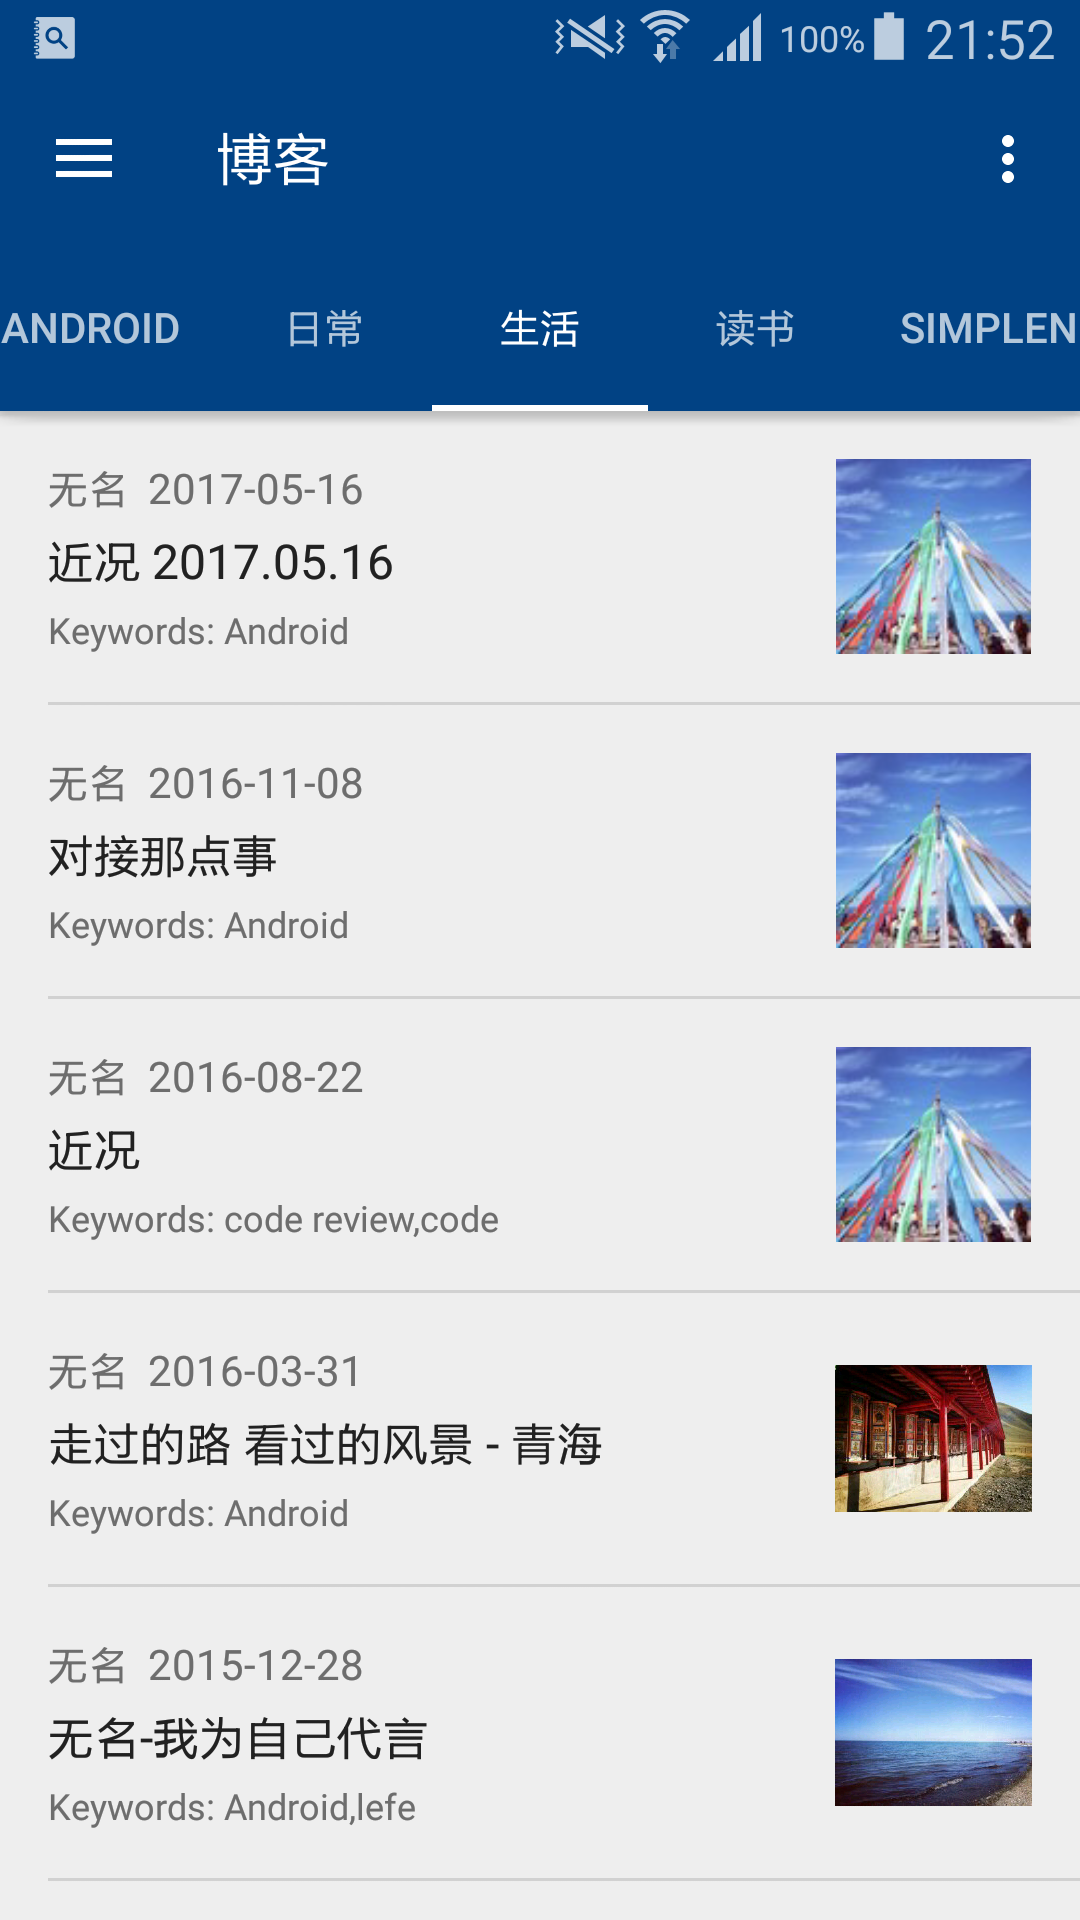 100% 21:52
博客
ANDROID 日常 生活 读书 SIMPLEN
无名 2017-05-16
近况 2017.05.16
Keywords: Android
无名 2016-11-08
对接那点事
Keywords: Android
无名 2016-08-22
近况
Keywords: code review,code
无名 2016-03-31
走过的路 看过的风景 - 青海
Keywords: Android
无名 2015-12-28
无名-我为自己代言
Keywords: Android,lefe